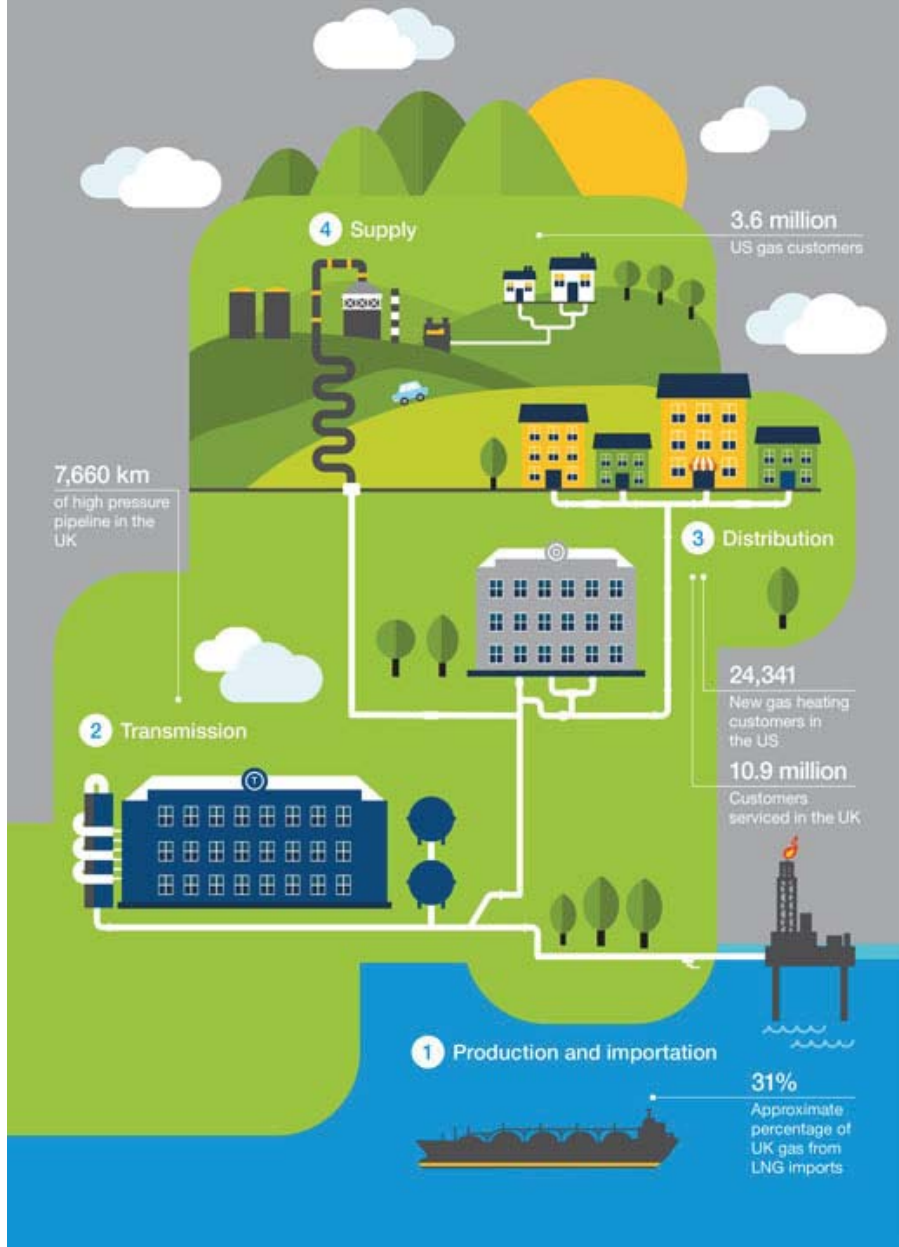 4 Supply
3.6 million
US gas customers
7,660 km
of high pressure
pipeline in the
UK
3 Distribution
24,341
New gas heating
customers in
the US
10.9 million
Customers
serviced in the UK
2 Transmission
T
1 Production and importation
31%
Approximate
percentage of
UK gas from
LNG imports